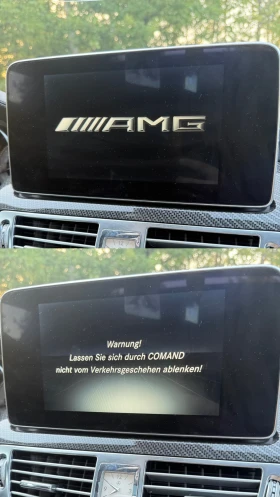 AMG
Warnung!
Lassen Sie sich durch COMAND
nicht vom Verkehrsgeschehen ablenken!